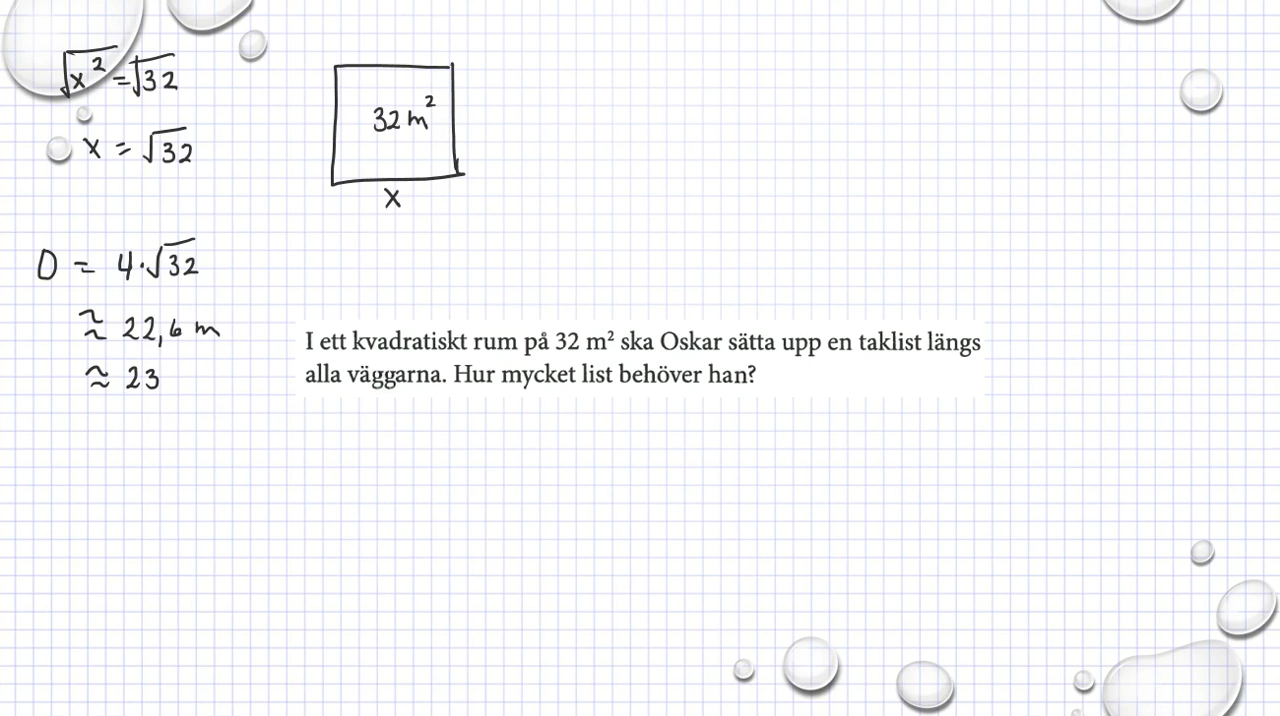 √x² = √32
x = √32
32 m²
x
O = 4·√32
≈ 22,6 m
≈ 23
I ett kvadratiskt rum på 32 m² ska Oskar sätta upp en taklist längs
alla väggarna. Hur mycket list behöver han?